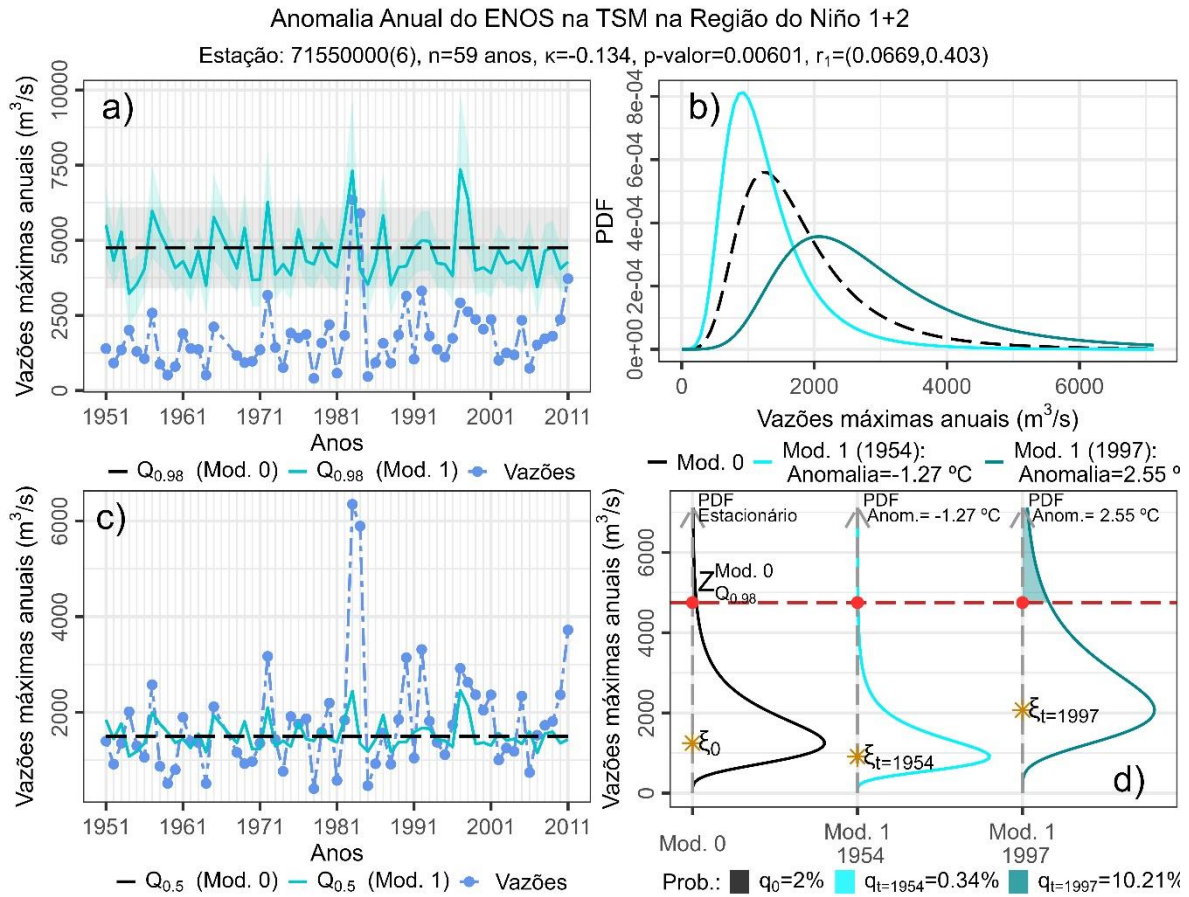 Anomalia Anual do ENOS na TSM na Região do Niño 1+2
Estação: 71550000(6), n=59 anos, κ=-0.134, p-valor=0.00601, r₁=(0.0669,0.403)
a)
Vazões máximas anuais (m³/s)
10000
7500
5000
2500
0
1951 1961 1971 1981 1991 2001 2011
Anos
Q₀.₉₈ (Mod. 0) Q₀.₉₈ (Mod. 1) Vazões
b)
PDF
8e-04
6e-04
4e-04
2e-04
0e+00
0 2000 4000 6000
Vazões máximas anuais (m³/s)
Mod. 0 Mod. 1 (1954): Mod. 1 (1997):
Anomalia=-1.27 ºC Anomalia=2.55 º
c)
Vazões máximas anuais (m³/s)
6000
4000
2000
0
1951 1961 1971 1981 1991 2001 2011
Anos
Q₀.₅ (Mod. 0) Q₀.₅ (Mod. 1) Vazões
d)
Vazões máximas anuais (m³/s)
6000
4000
2000
0
PDF
Estacionário
PDF
Anom.= -1.27 ºC
PDF
Anom.= 2.55 ºC
Z Mod. 0 Q₀.₉₈
ξ₀
ξt=1954
ξt=1997
Mod. 0
Mod. 1
1954
Mod. 1
1997
Prob.: q₀=2% qt=1954=0.34% qt=1997=10.21%